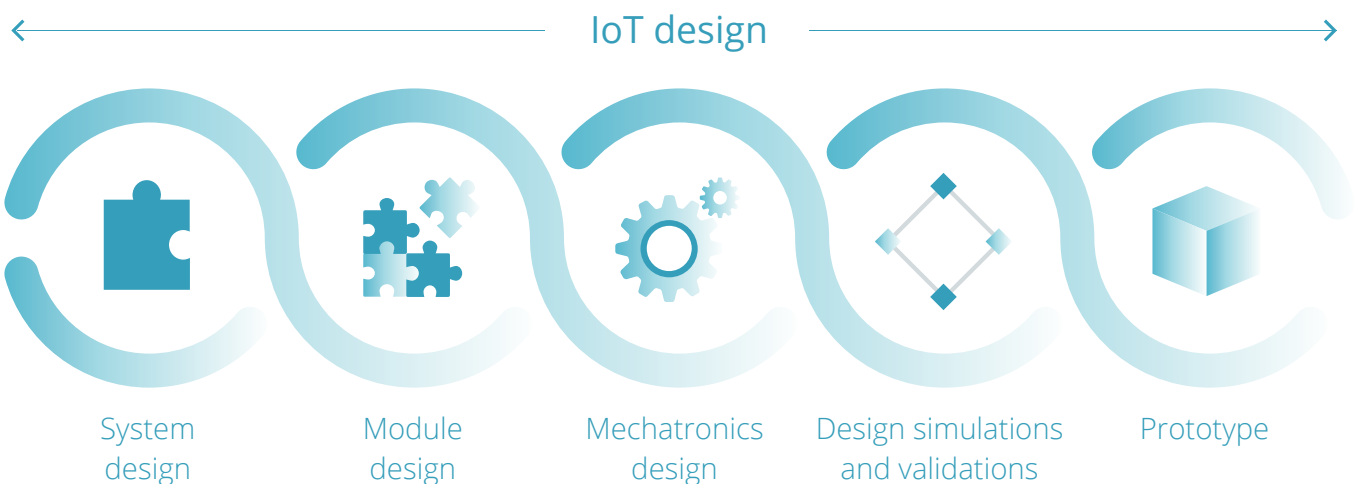 IoT design
System
design
Module
design
Mechatronics
design
Design simulations
and validations
Prototype